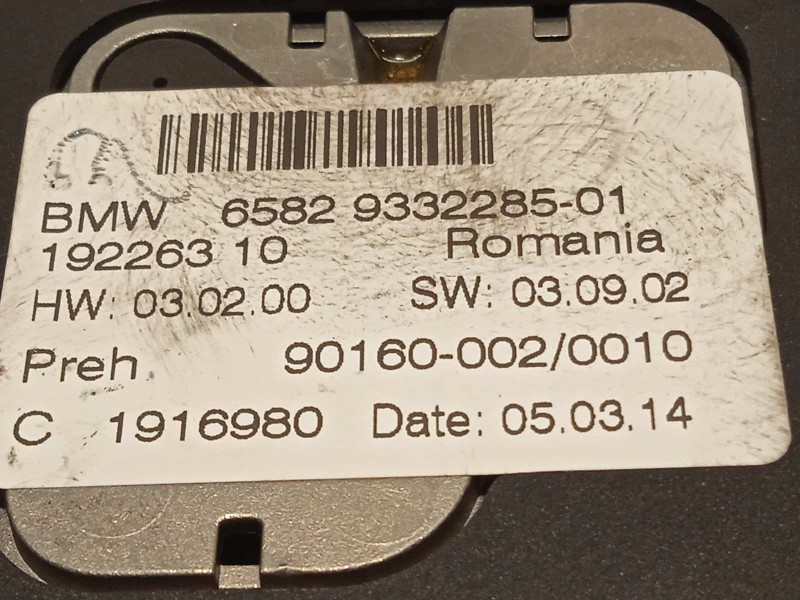 BMW 6582 9332285-01
192263 10 Romania
HW: 03.02.00 SW: 03.09.02
Preh 90160-002/0010
C 1916980 Date: 05.03.14